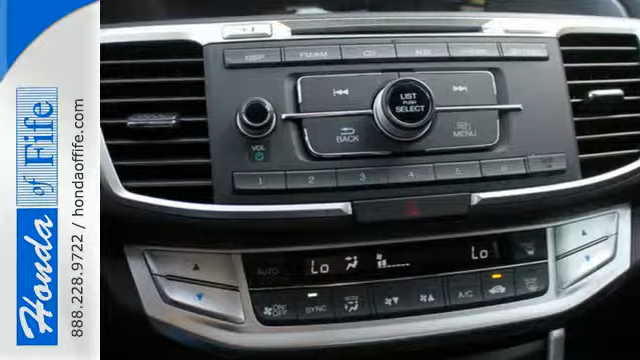 Honda of Fife
888.228.9722 / hondaoffife.com
DISP FM/AM CD AUX
LIST
PUSH
SELECT
VOL
BACK
MENU
1 2 3 4 5 6
AUTO Lo Lo
ON/OFF SYNC MODE A/C